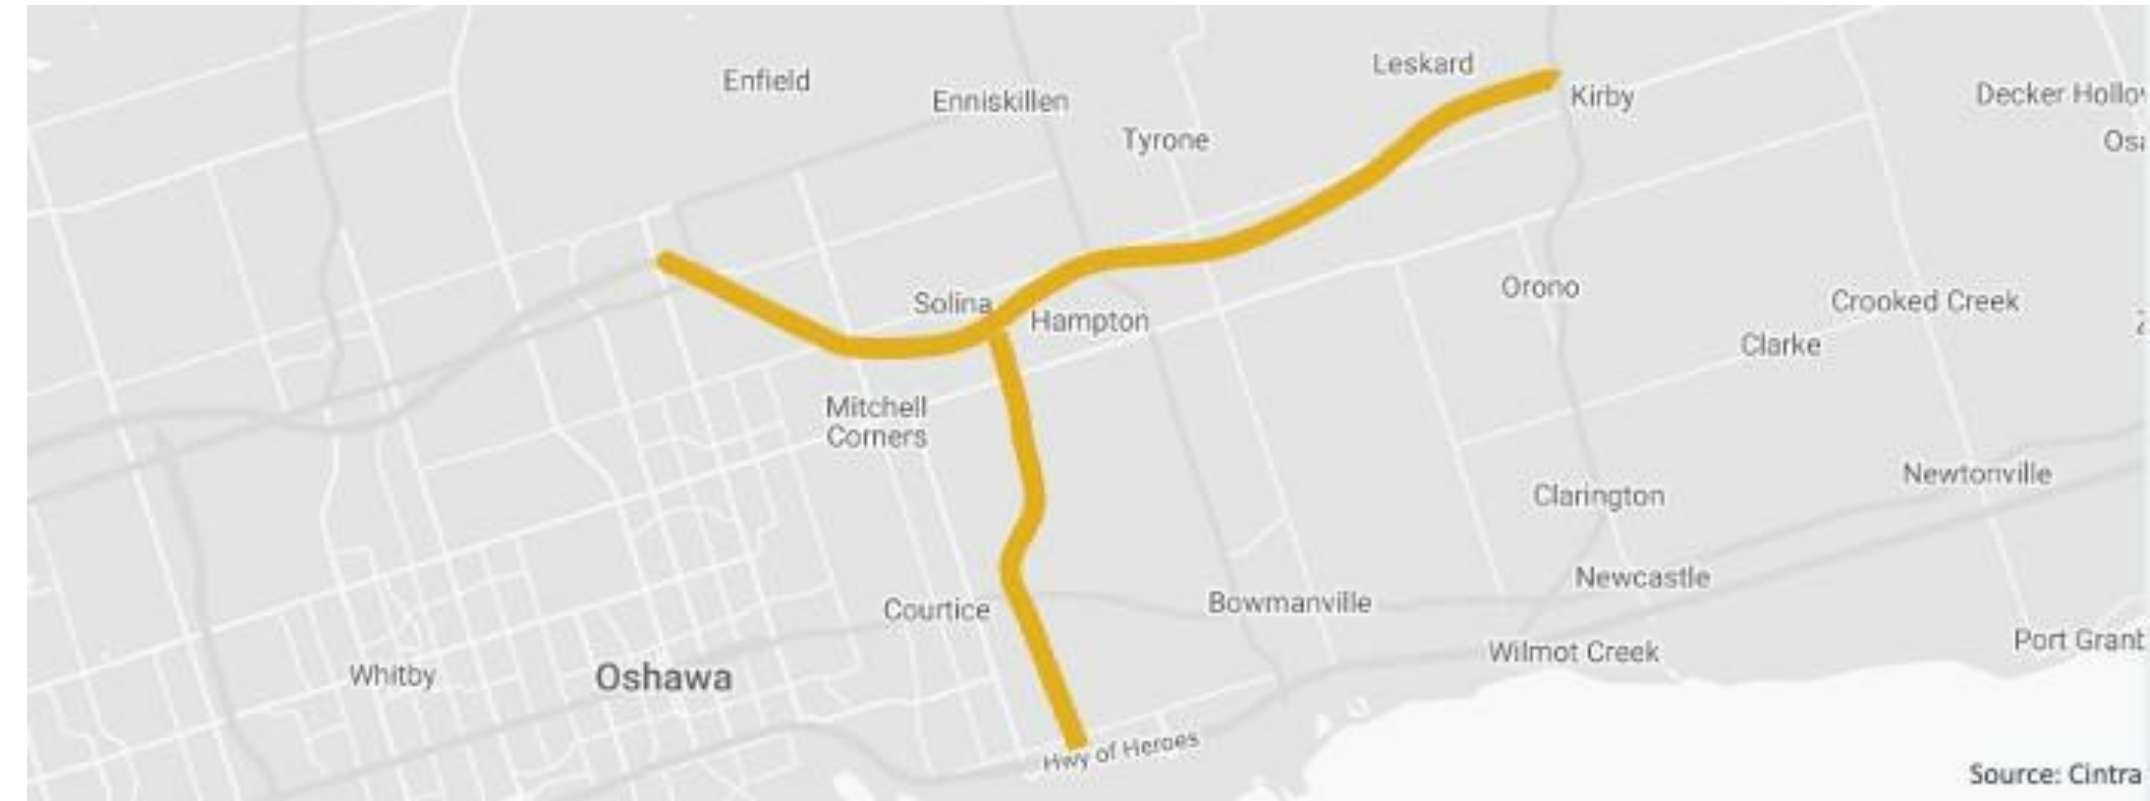 Leskard
Enfield
Enniskillen
Kirby
Decker Hollo
Tyrone
Osa
Solina
Hampton
Orono
Crooked Creek
Clarke
Mitchell
Corners
Newtonville
Clarington
Newcastle
Courtice
Bowmanville
Port Grant
Wilmot Creek
Whitby
Oshawa
Hwy of Heroes
Source: Cintra